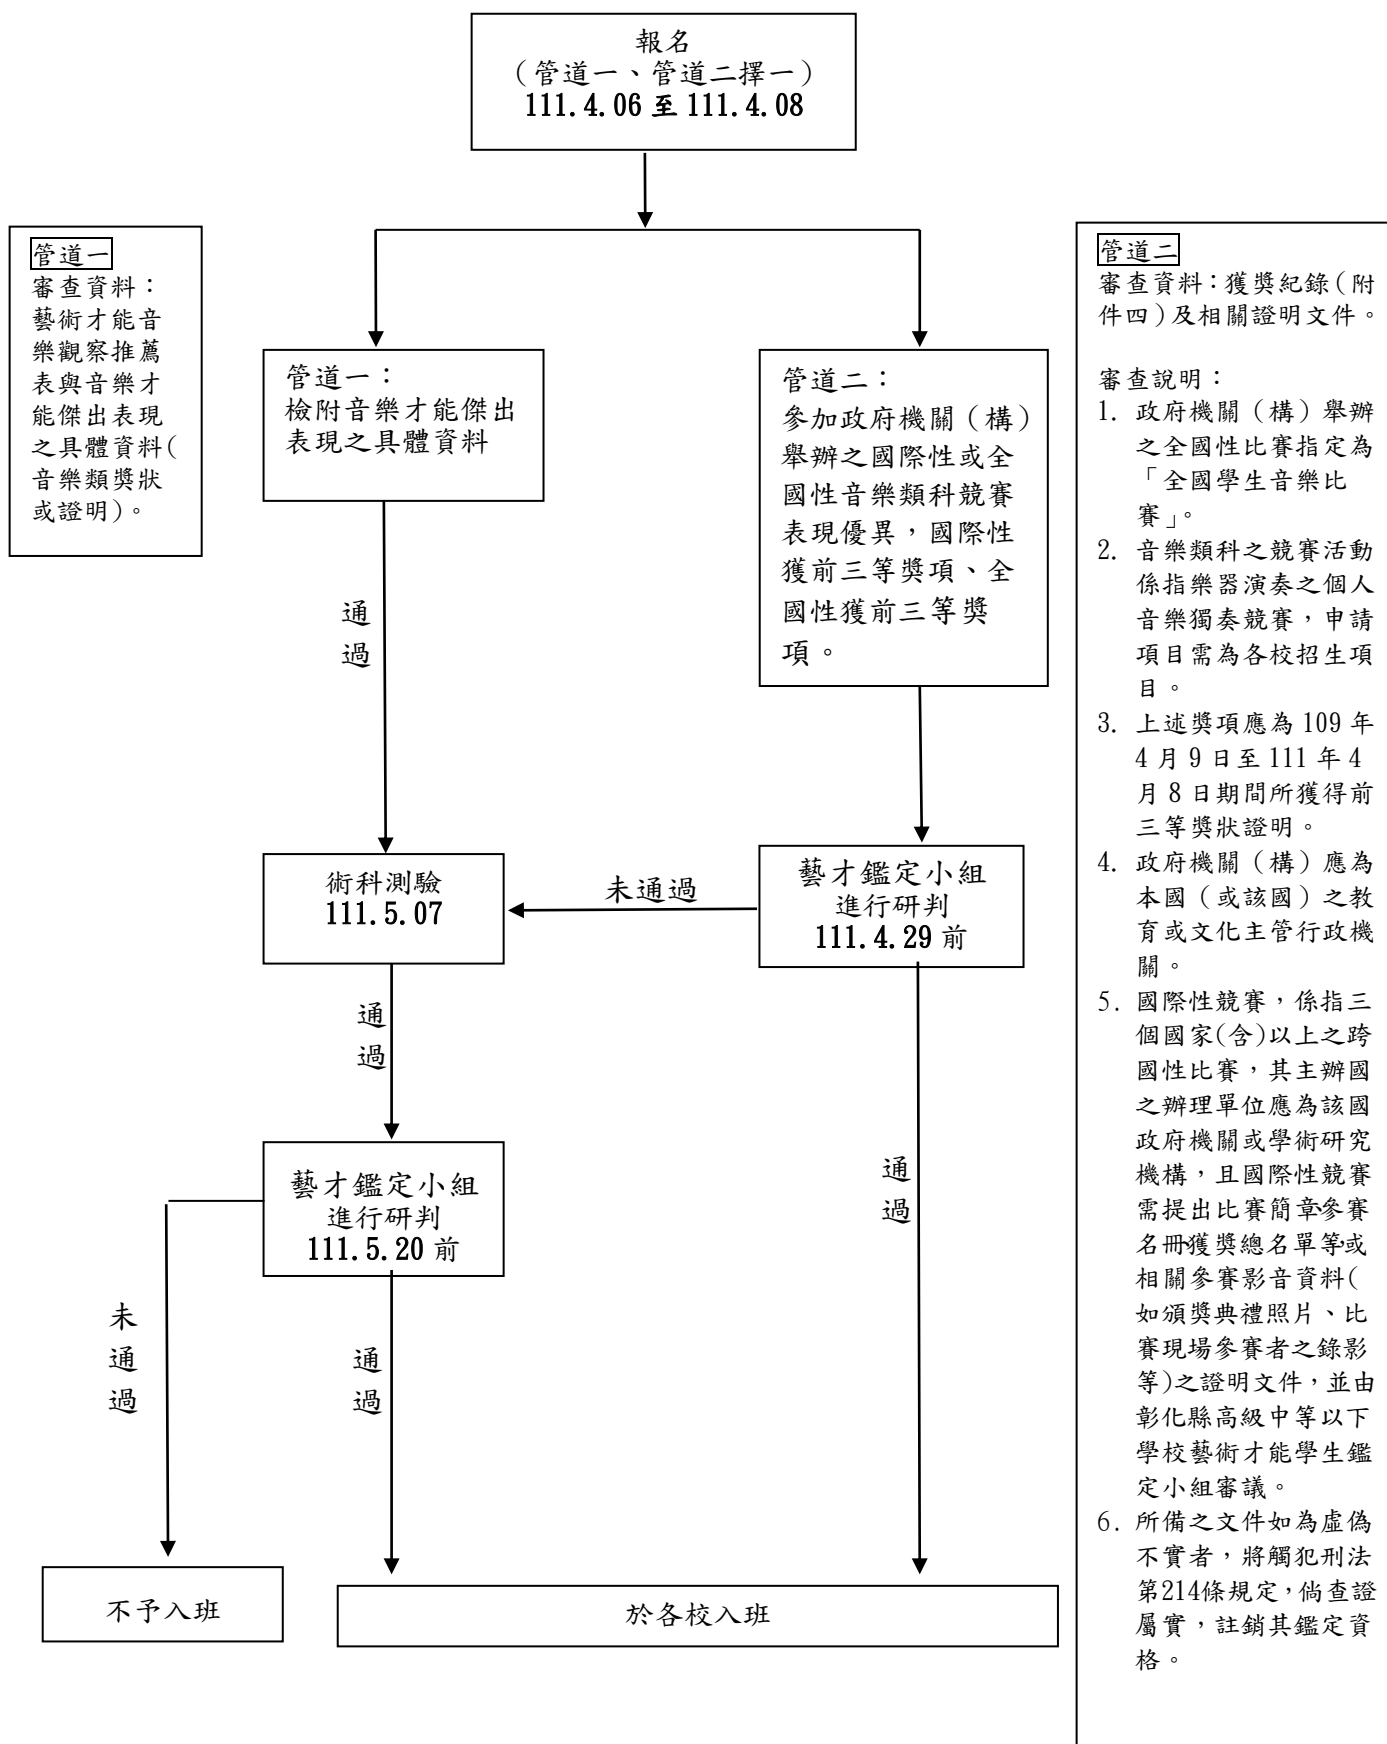 報名
（管道一、管道二擇一）
111.4.06 至 111.4.08
管道一
審查資料：
藝術才能音
樂觀察推薦
表與音樂才
能傑出表現
之具體資料(
音樂類獎狀
或證明)。
管道一：
檢附音樂才能傑出
表現之具體資料
管道二：
參加政府機關（構）
舉辦之國際性或全
國性音樂類科競賽
表現優異，國際性
獲前三等獎項、全
國性獲前三等獎
項。
通
過
術科測驗
111.5.07
未通過
藝才鑑定小組
進行研判
111.4.29 前
通
過
藝才鑑定小組
進行研判
111.5.20 前
通
過
未
通
過
通
過
不予入班
於各校入班
管道二
審查資料：獲獎紀錄（附
件四）及相關證明文件。
審查說明：
1. 政府機關（構）舉辦
之全國性比賽指定為
「全國學生音樂比
賽」。
2. 音樂類科之競賽活動
係指樂器演奏之個人
音樂獨奏競賽，申請
項目需為各校招生項
目。
3. 上述獎項應為 109 年
4 月 9 日至 111 年 4
月 8 日期間所獲得前
三等獎狀證明。
4. 政府機關（構）應為
本國（或該國）之教
育或文化主管行政機
關。
5. 國際性競賽，係指三
個國家(含)以上之跨
國性比賽，其主辦國
之辦理單位應為該國
政府機關或學術研究
機構，且國際性競賽
需提出比賽簡章、參賽
名冊、獲獎總名單等或
相關參賽影音資料(
如頒獎典禮照片、比
賽現場參賽者之錄影
等)之證明文件，並由
彰化縣高級中等以下
學校藝術才能學生鑑
定小組審議。
6. 所備之文件如為虛偽
不實者，將觸犯刑法
第214條規定，倘查證
屬實，註銷其鑑定資
格。